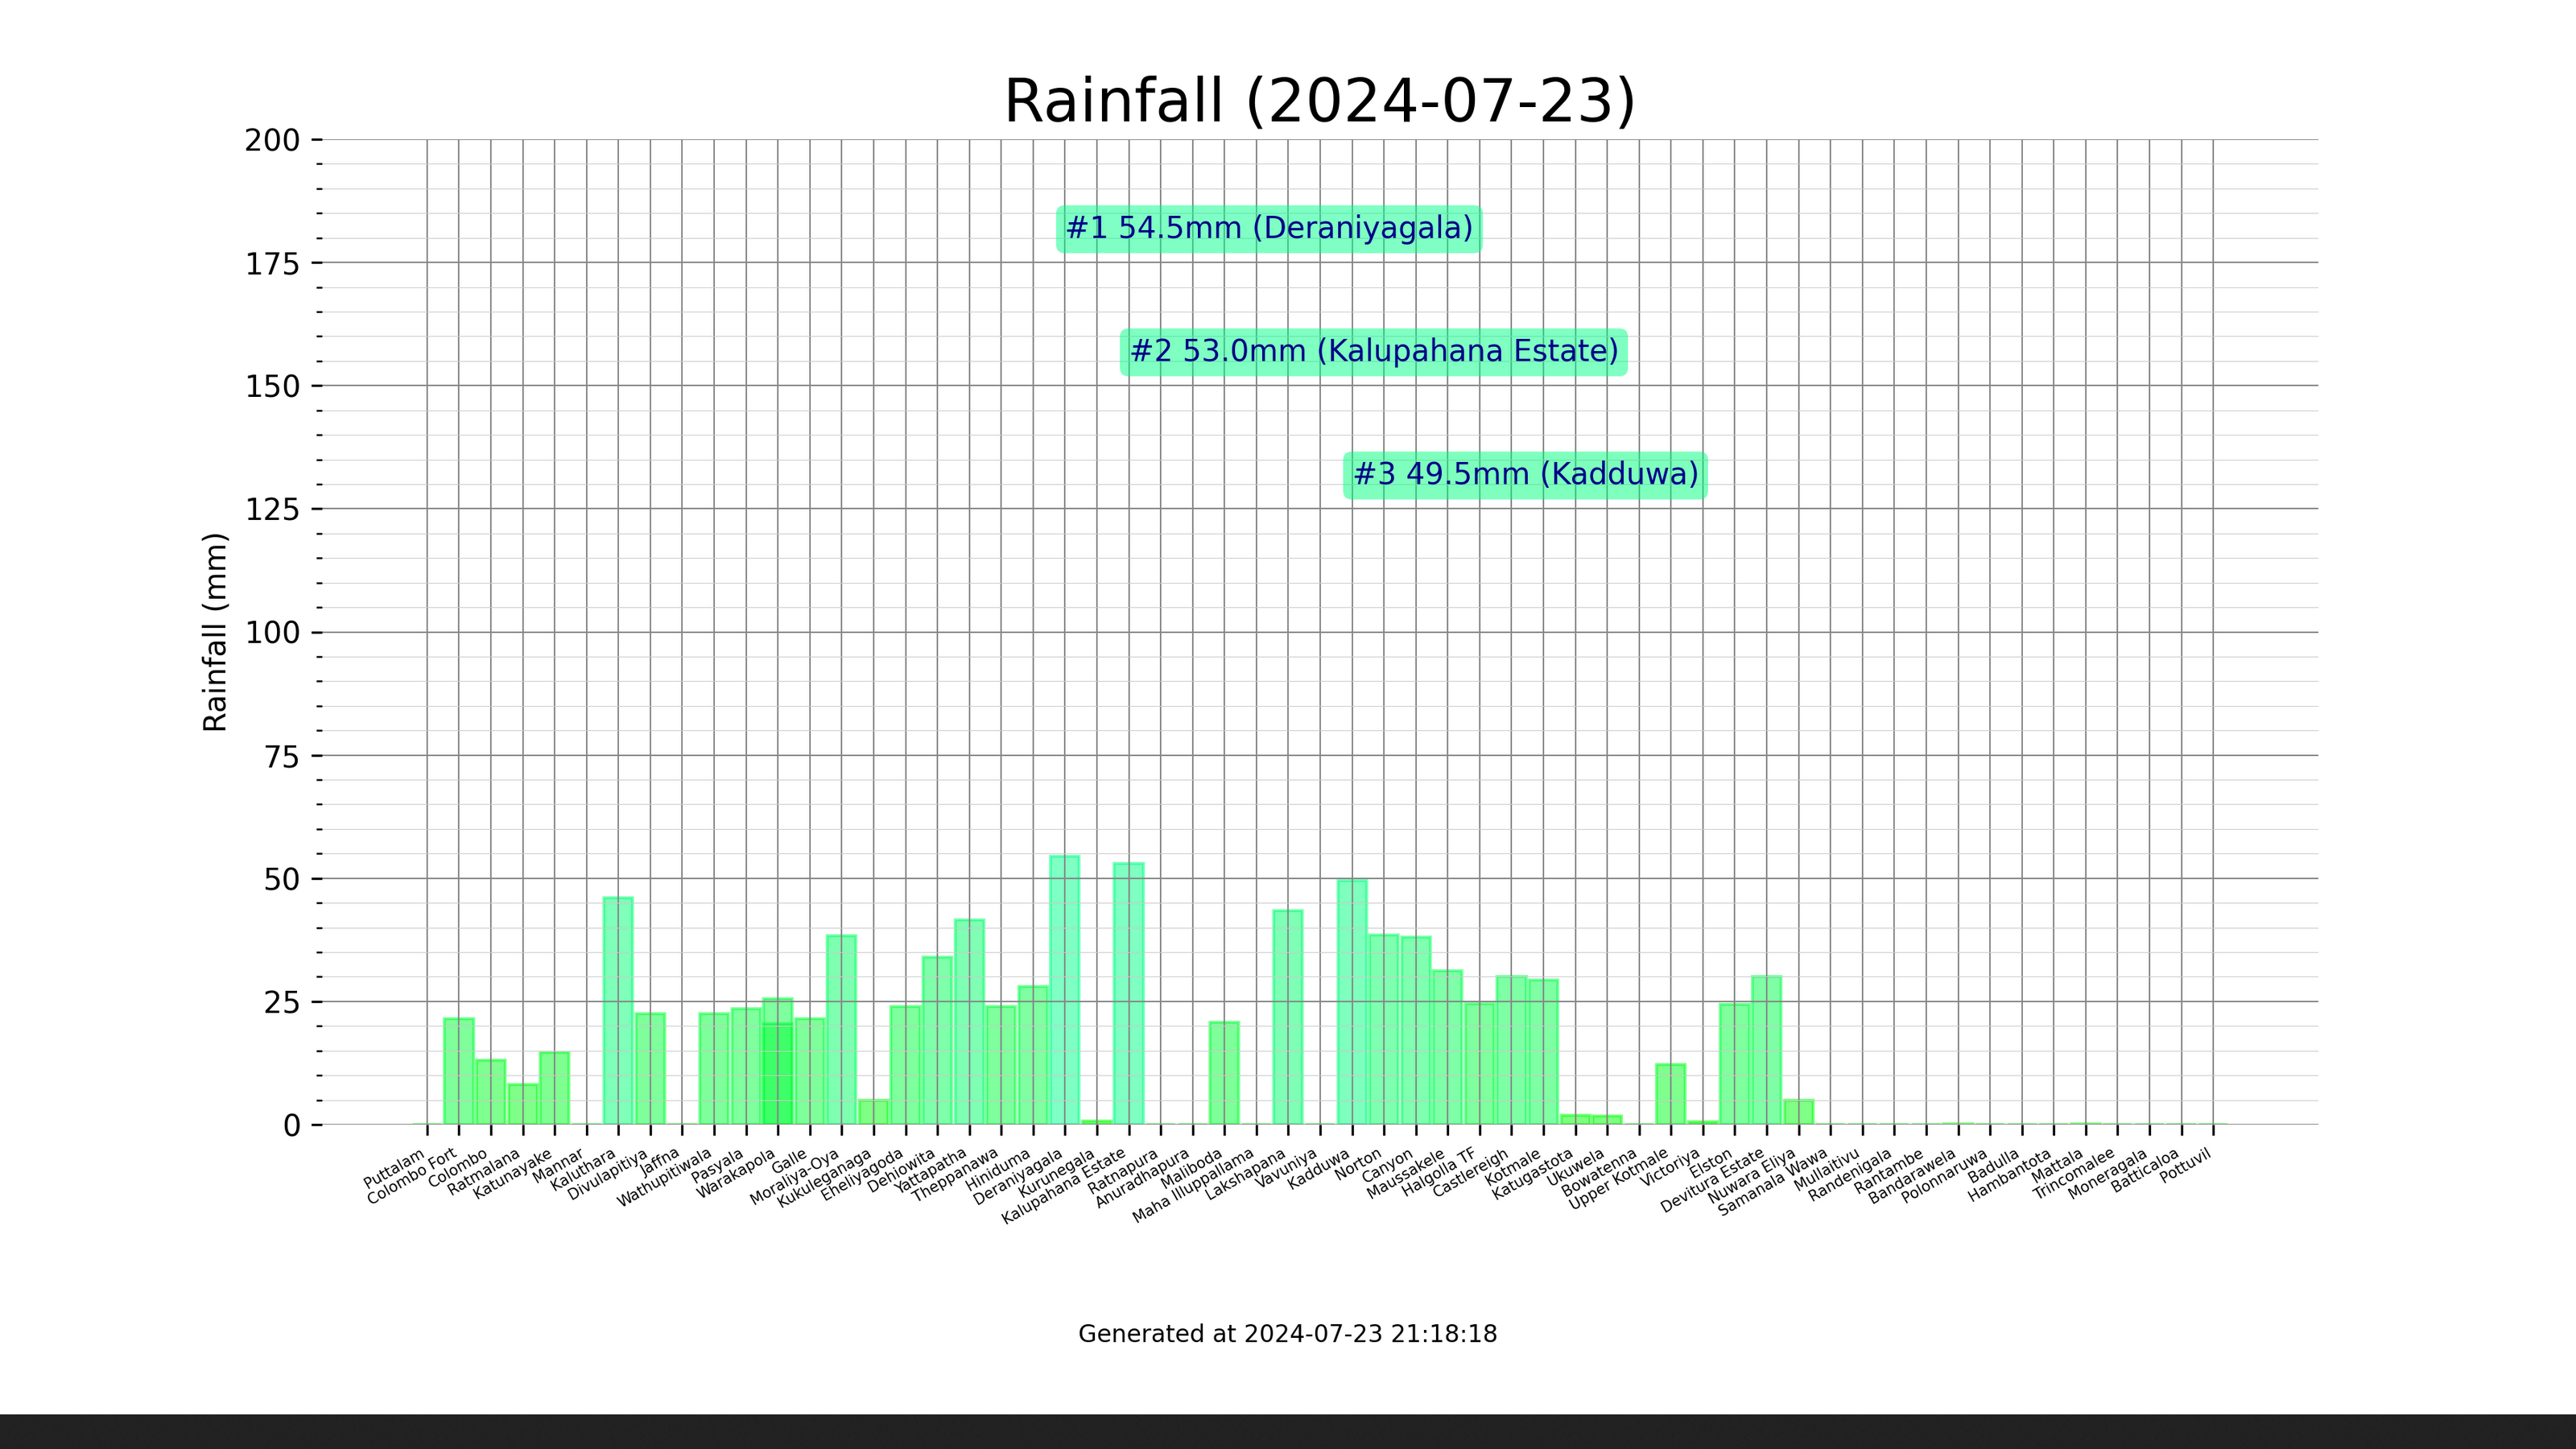 Rainfall (2024-07-23)
200
175
150
125
100
75
50
25
0
Rainfall (mm)
#1 54.5mm (Deraniyagala)
#2 53.0mm (Kalupahana Estate)
#3 49.5mm (Kadduwa)
Puttalam
Colombo Fort
Colombo
Ratmalana
Katunayake
Mannar
Kaluthara
Divulapitiya
Jaffna
Wathupitiwala
Pasyala
Warakapola
Galle
Moraliya-Oya
Kukuleganaga
Eheliyagoda
Dehiowita
Yattapatha
Theppanawa
Hiniduma
Deraniyagala
Kurunegala
Kalupahana Estate
Ratnapura
Anuradhapura
Maliboda
Maha Illuppallama
Lakshapana
Vavuniya
Kadduwa
Norton
Canyon
Maussakele
Halgolla TF
Castlereigh
Kotmale
Katugastota
Ukuwela
Bowatenna
Upper Kotmale
Victoriya
Elston
Devitura Estate
Nuwara Eliya
Samanala Wawa
Mullaitivu
Randenigala
Rantambe
Bandarawela
Polonnaruwa
Badulla
Hambantota
Mattala
Trincomalee
Moneragala
Batticaloa
Pottuvil
Generated at 2024-07-23 21:18:18